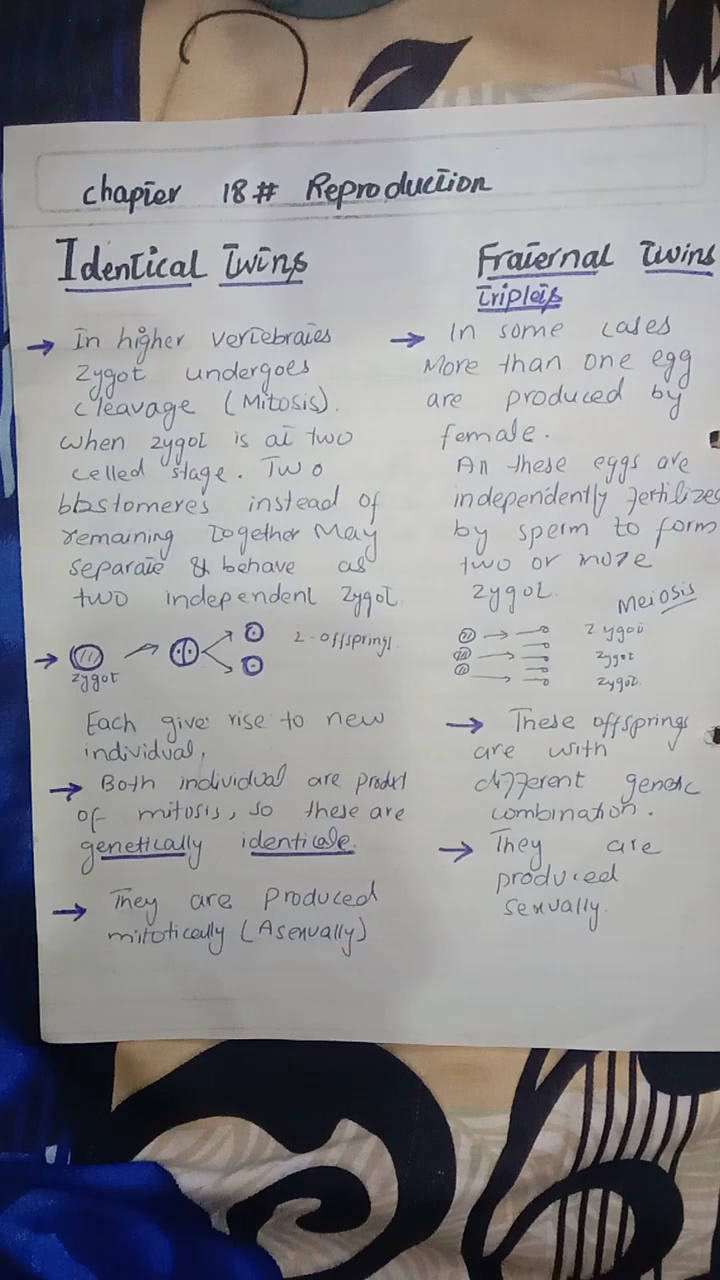 Chapter 18# Reproduction
Identical Twins
→ In higher vertebrates
Zygot undergoes
cleavage (Mitosis).
when zygot is at two
celled stage. Two
blastomeres instead of
remaining together May
separate & behave as
two independent zygot.
→ zygot
2-offsprings.
Each give rise to new
individual.
→ Both individual are product
of mitosis, so these are
genetically identicale.
→ They are produced
mitotically (Asexually)
Fraternal Twins
Triplets
→ In some cases
More than one egg
are produced by
female.
All these eggs are
independently fertilizes
by sperm to form
two or more
zygot.
Meiosis
zygot
zygot
zygot.
→ These offsprings
are with
different genetic
combination.
→ They are
produced
sexually.